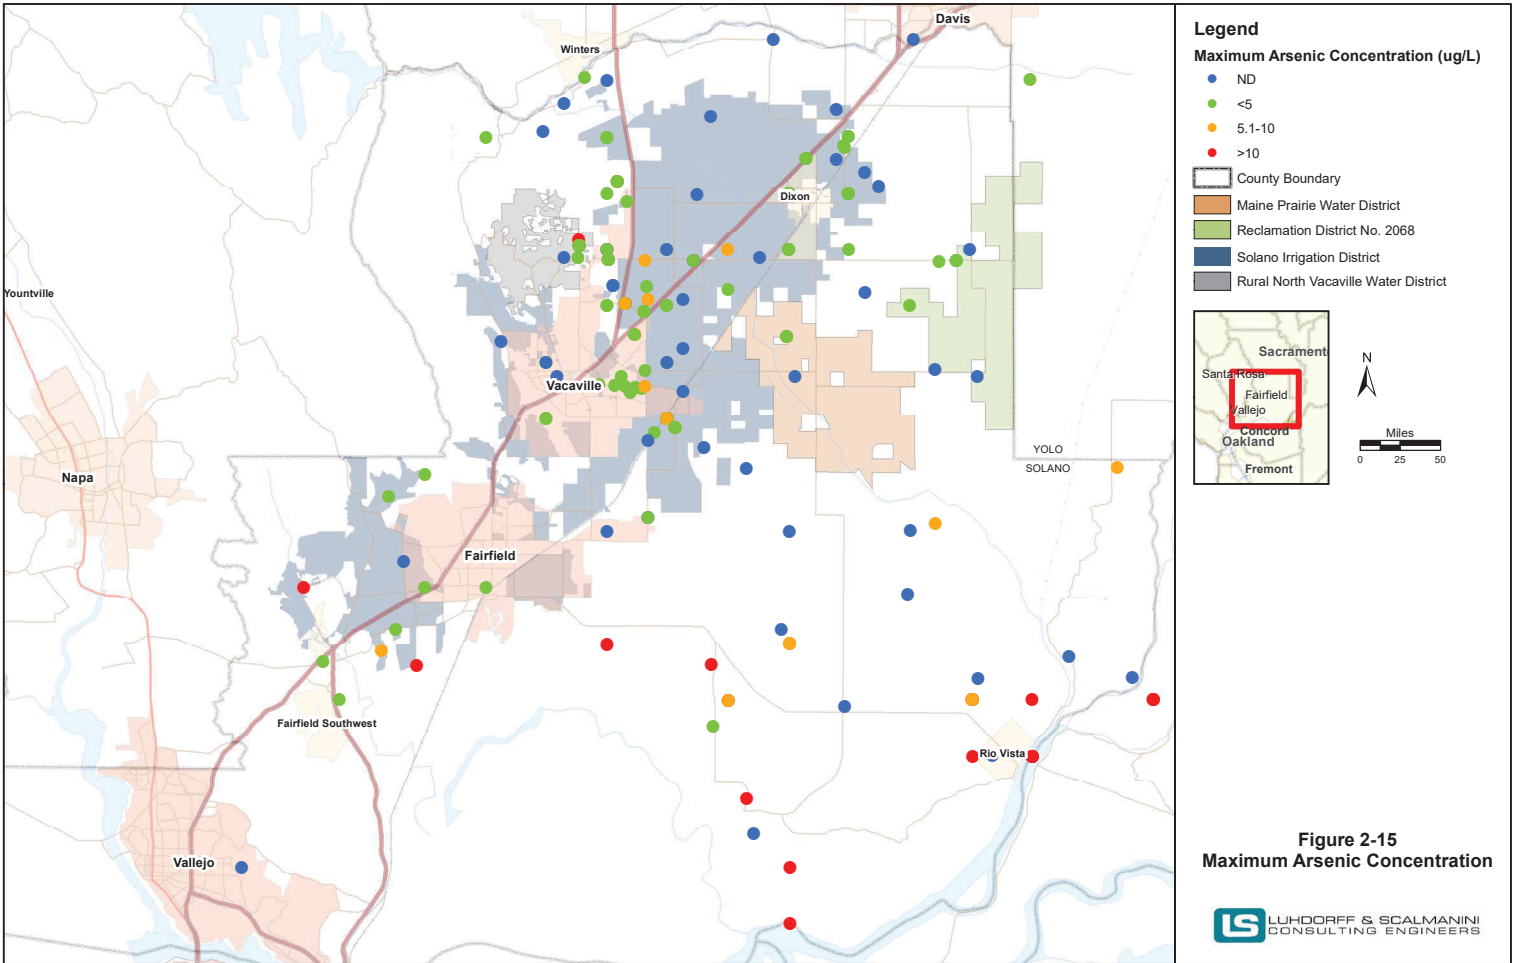 Davis
Winters
Dixon
Yountville
Vacaville
Napa
YOLO
SOLANO
Fairfield
Fairfield Southwest
Rio Vista
Vallejo
Legend
Maximum Arsenic Concentration (ug/L)
ND
<5
5.1-10
>10
County Boundary
Maine Prairie Water District
Reclamation District No. 2068
Solano Irrigation District
Rural North Vacaville Water District
Sacrament
Santa Rosa
Fairfield
Vallejo
Concord
Oakland
Fremont
N
Miles
0 25 50
Figure 2-15
Maximum Arsenic Concentration
LS
LUHDORFF & SCALMANINI
CONSULTING ENGINEERS